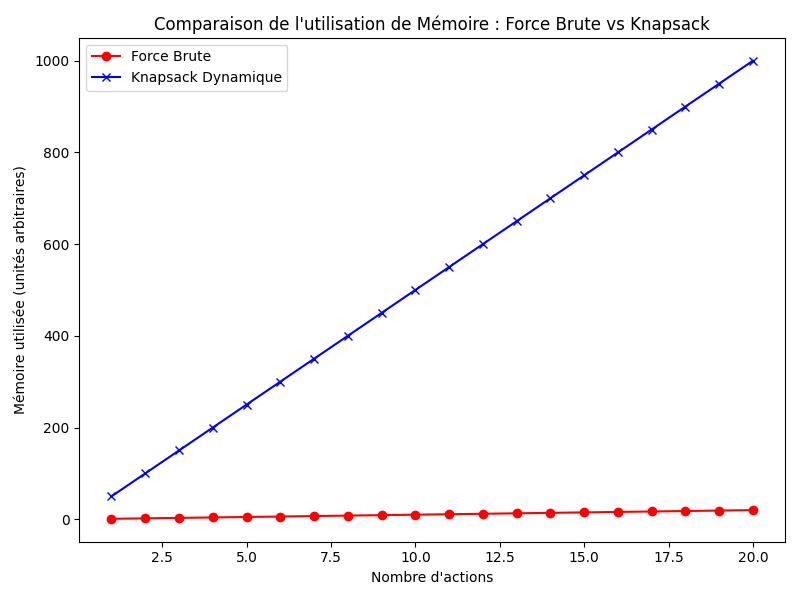 Comparaison de l'utilisation de Mémoire : Force Brute vs Knapsack
Force Brute
Knapsack Dynamique
Mémoire utilisée (unités arbitraires)
1000
800
600
400
200
0
2.5 5.0 7.5 10.0 12.5 15.0 17.5 20.0
Nombre d'actions